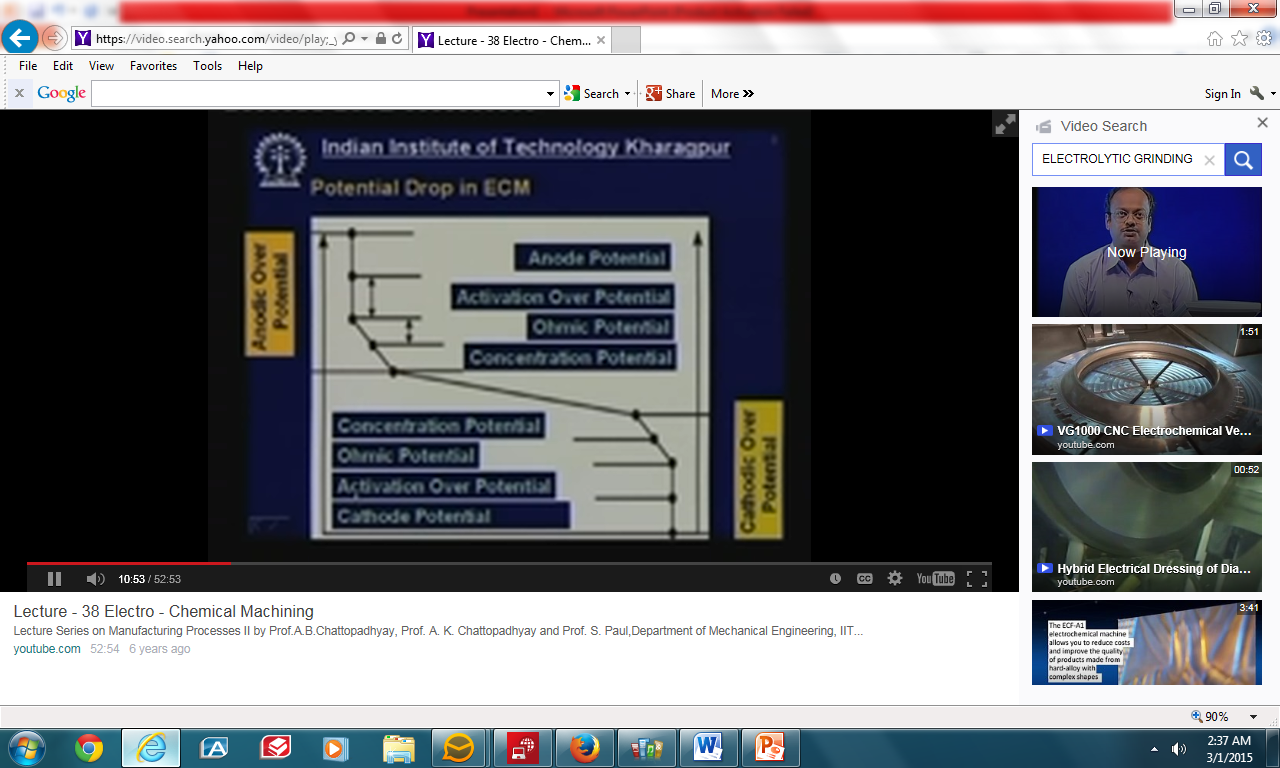 https://video.search.yahoo.com/video/play;_y
Lecture - 38 Electro - Chem...
File Edit View Favorites Tools Help
Google
Search
Share
More »
Sign In
Indian Institute of Technology Kharagpur
Potential Drop in ECM
Anodic Over
Potential
Anode Potential
Activation Over Potential
Ohmic Potential
Concentration Potential
Concentration Potential
Ohmic Potential
Activation Over Potential
Cathode Potential
Cathodic Over
Potential
10:53 / 52:53
CC
YouTube
Lecture - 38 Electro - Chemical Machining
Lecture Series on Manufacturing Processes II by Prof.A.B.Chattopadhyay, Prof. A. K. Chattopadhyay and Prof. S. Paul,Department of Mechanical Engineering, IIT...
youtube.com 52:54 6 years ago
Video Search
ELECTROLYTIC GRINDING
Now Playing
1:51
VG1000 CNC Electrochemical Ve...
youtube.com
00:52
Hybrid Electrical Dressing of Dia...
youtube.com
3:41
The ECF-A1
electrochemical machine
allows you to reduce costs
and improve the quality
of products made from
hard-alloy with
complex shapes
90%
2:37 AM
3/1/2015